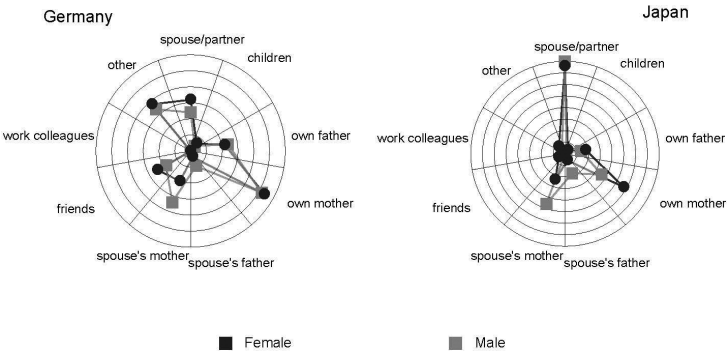 Germany
spouse/partner
children
own father
own mother
spouse's father
spouse's mother
friends
work colleagues
other
Japan
spouse/partner
children
own father
own mother
spouse's father
spouse's mother
friends
work colleagues
other
Female
Male